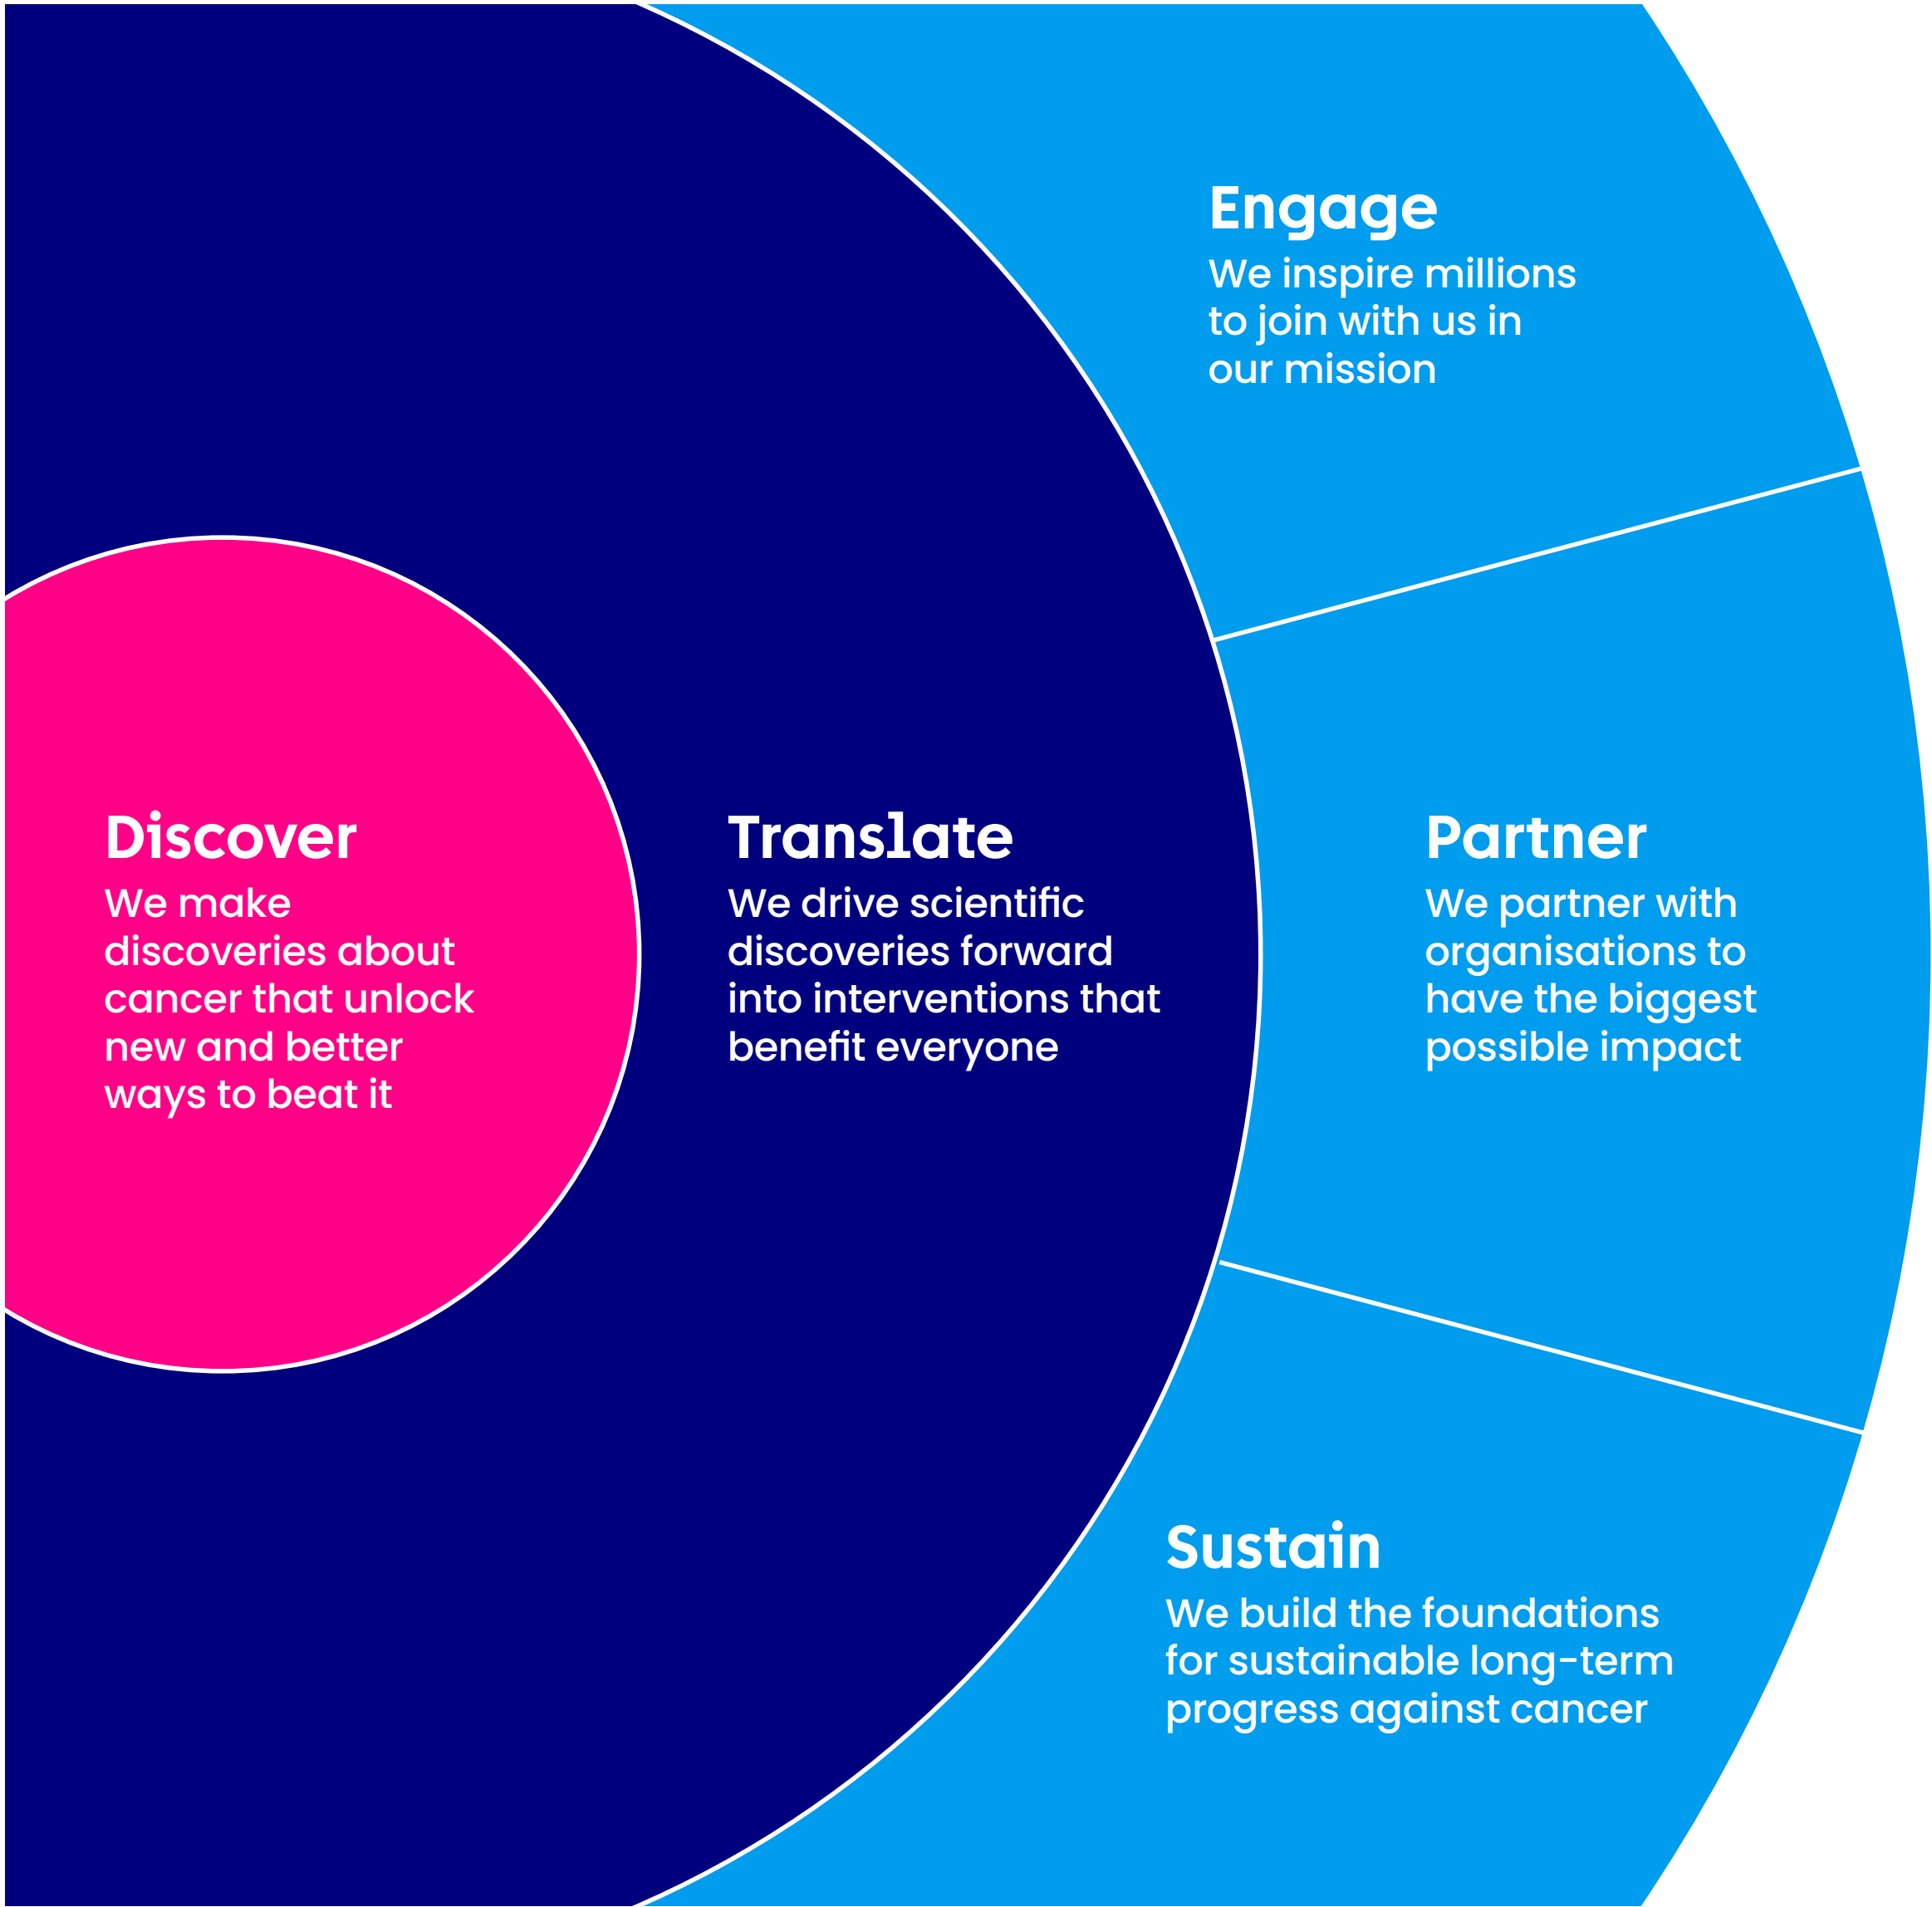 Engage
We inspire millions
to join with us in
our mission
Discover
We make
discoveries about
cancer that unlock
new and better
ways to beat it
Translate
We drive scientific
discoveries forward
into interventions that
benefit everyone
Partner
We partner with
organisations to
have the biggest
possible impact
Sustain
We build the foundations
for sustainable long-term
progress against cancer